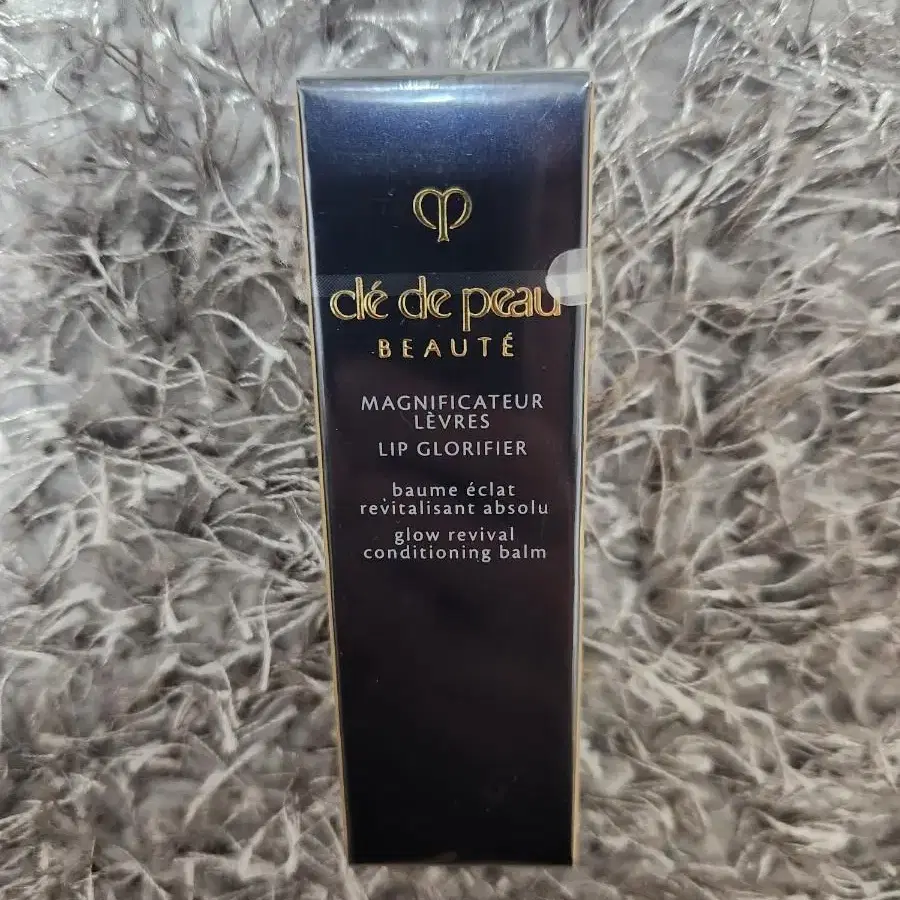 clé de peau
BEAUTÉ
MAGNIFICATEUR
LÈVRES
LIP GLORIFIER
baume éclat
revitalisant absolu
glow revival
conditioning balm